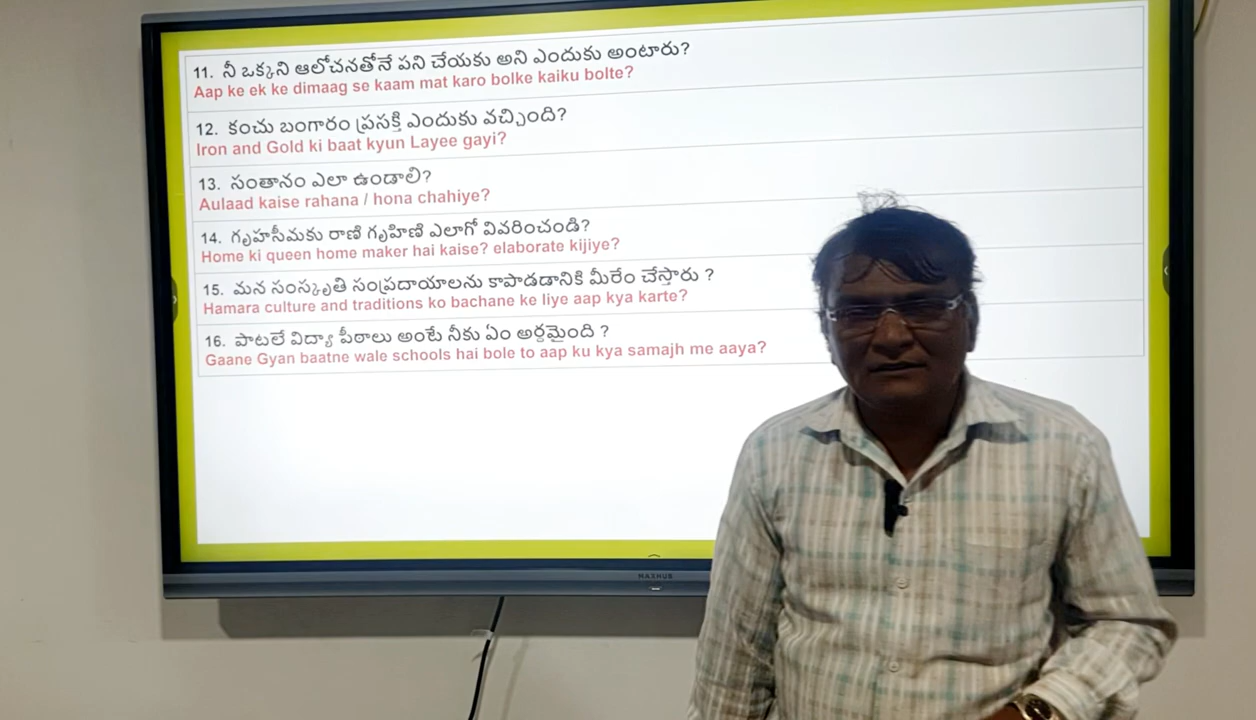 11. నీ ఒక్కని ఆలోచనతోనే పని చేయకు అని ఎందుకు అంటారు?
Aap ke ek ke dimaag se kaam mat karo bolke kaiku bolte?
12. కంచు బంగారం ప్రసక్తి ఎందుకు వచ్చింది?
Iron and Gold ki baat kyun Layee gayi?
13. సంతానం ఎలా ఉండాలి?
Aulaad kaise rahana / hona chahiye?
14. గృహసీమకు రాణి గృహిణి ఎలాగో వివరించండి?
Home ki queen home maker hai kaise? elaborate kijiye?
15. మన సంస్కృతి సంప్రదాయాలను కాపాడడానికి మీరేం చేస్తారు ?
Hamara culture and traditions ko bachane ke liye aap kya karte?
16. పాటలే విద్యా పీఠాలు అంటే నీకు ఏం అర్థమైంది ?
Gaane Gyan baatne wale schools hai bole to aap ku kya samajh me aaya?
MAXHUB